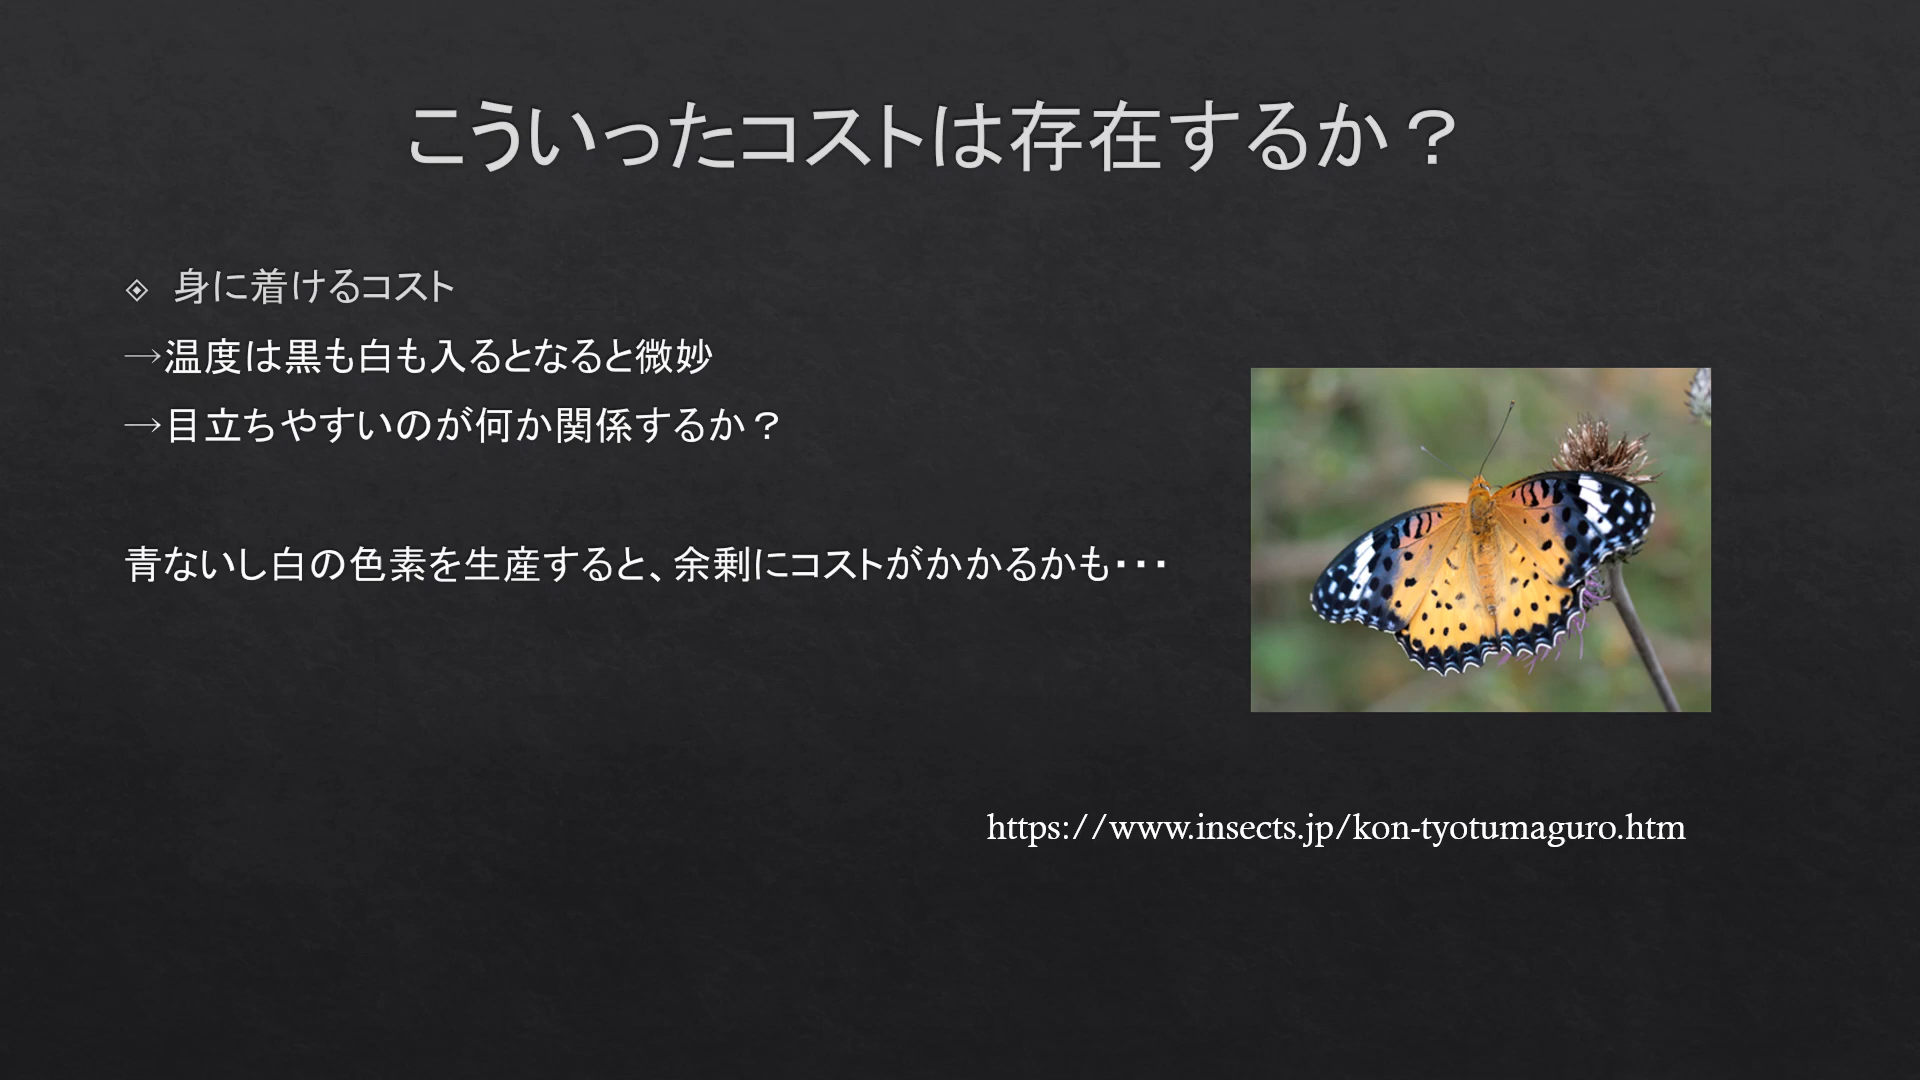 こういったコストは存在するか？
身に着けるコスト
→温度は黒も白も入るとなると微妙
→目立ちやすいのが何か関係するか？
青ないし白の色素を生産すると、余剰にコストがかかるかも・・・
https://www.insects.jp/kon-tyotumaguro.htm